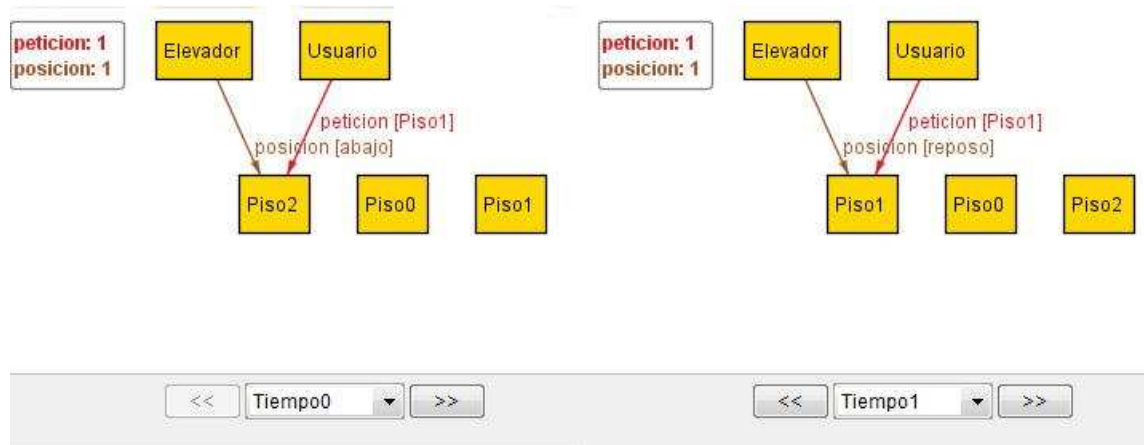 peticion: 1
posicion: 1
Elevador
Usuario
peticion [Piso1]
posicion [abajo]
Piso2
Piso0
Piso1
<<
Tiempo0
>>
peticion: 1
posicion: 1
Elevador
Usuario
peticion [Piso1]
posicion [reposo]
Piso1
Piso0
Piso2
<<
Tiempo1
>>